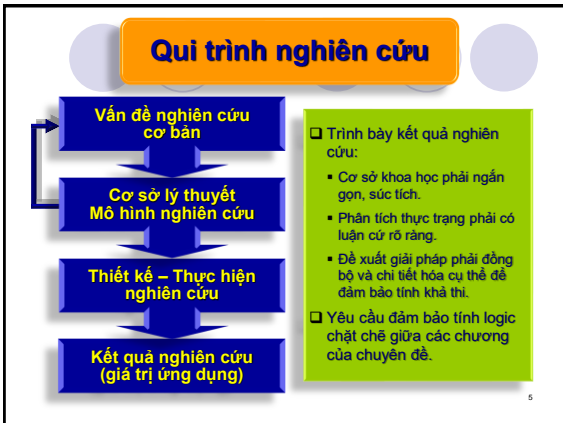 Qui trình nghiên cứu
Vấn đề nghiên cứu
cơ bản
Cơ sở lý thuyết
Mô hình nghiên cứu
Thiết kế – Thực hiện
nghiên cứu
Kết quả nghiên cứu
(giá trị ứng dụng)
❑ Trình bày kết quả nghiên
cứu:
▪ Cơ sở khoa học phải ngắn
gọn, súc tích.
▪ Phân tích thực trạng phải có
luận cứ rõ ràng.
▪ Đề xuất giải pháp phải đồng
bộ và chi tiết hóa cụ thể để
đảm bảo tính khả thi.
❑ Yêu cầu đảm bảo tính logic
chặt chẽ giữa các chương
của chuyên đề.
5